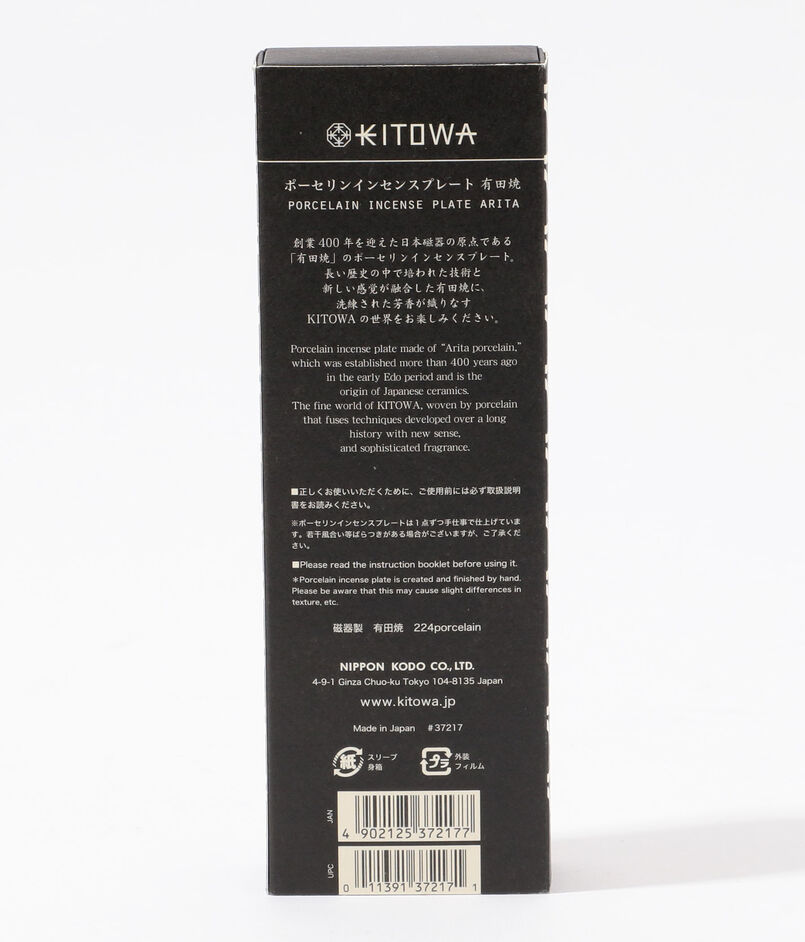 KITOWA
ポーセリンインセンスプレート 有田焼
PORCELAIN INCENSE PLATE ARITA
創業 400 年を迎えた日本磁器の原点である
「有田焼」のポーセリンインセンスプレート。
長い歴史の中で培われた技術と
新しい感覚が融合した有田焼に、
洗練された芳香が織りなす
KITOWA の世界をお楽しみください。
Porcelain incense plate made of "Arita porcelain,"
which was established more than 400 years ago
in the early Edo period and is the
origin of Japanese ceramics.
The fine world of KITOWA, woven by porcelain
that fuses techniques developed over a long
history with new sense,
and sophisticated fragrance.
■正しくお使いいただくために、ご使用前には必ず取扱説明
書をお読みください。
※ポーセリンインセンスプレートは1点ずつ手仕事で仕上げていま
す。若干風合い等ばらつきがある場合がございますが、ご了承くだ
さい。
■Please read the instruction booklet before using it.
＊Porcelain incense plate is created and finished by hand.
Please be aware that this may cause slight differences in
texture, etc.
磁器製 有田焼 224porcelain
NIPPON KODO CO., LTD.
4-9-1 Ginza Chuo-ku Tokyo 104-8135 Japan
www.kitowa.jp
Made in Japan #37217
紙 スリーブ
身箱
プラ 外装
フィルム
JAN
4 902125 372177
UPC
0 11391 37217 1